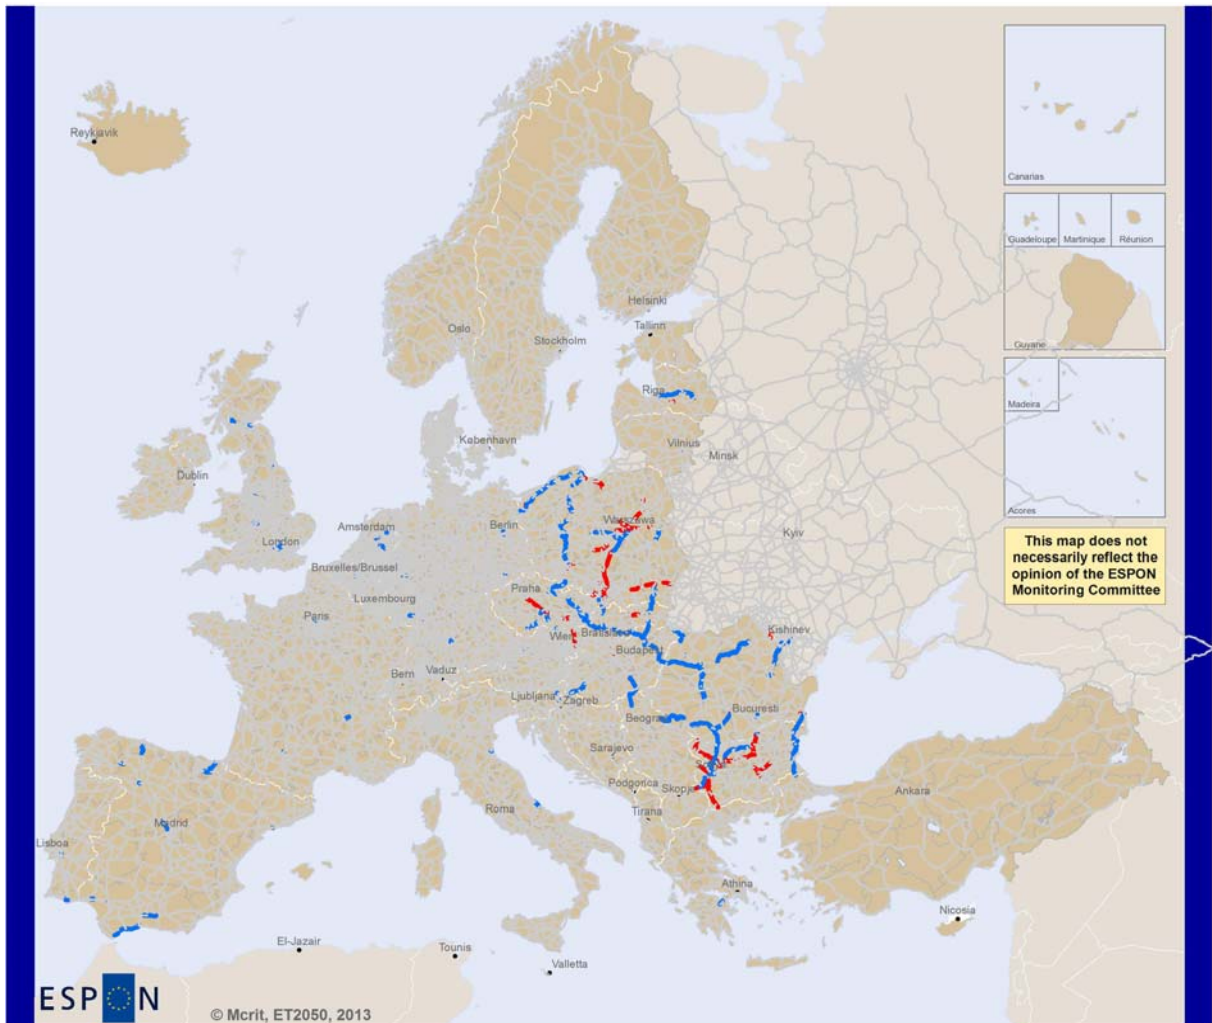 Reykjavik
Canarias
Guadeloupe
Martinique
Réunion
Guyane
Madeira
Acores
This map does not
necessarily reflect the
opinion of the ESPON
Monitoring Committee
Helsinki
Oslo
Tallinn
Stockholm
Riga
København
Vilnius
Minsk
Dublin
Berlin
Warszawa
Amsterdam
London
Kyiv
Bruxelles/Brussel
Praha
Luxembourg
Paris
Wien
Bratislava
Kishinev
Budapest
Bern
Vaduz
Ljubljana
Zagreb
Beograd
Bucuresti
Sarajevo
Podgorica
Skopje
Roma
Tirana
Ankara
Madrid
Lisboa
Athina
Nicosia
El-Jazair
Tounis
Valletta
ESPON
© Mcrit, ET2050, 2013